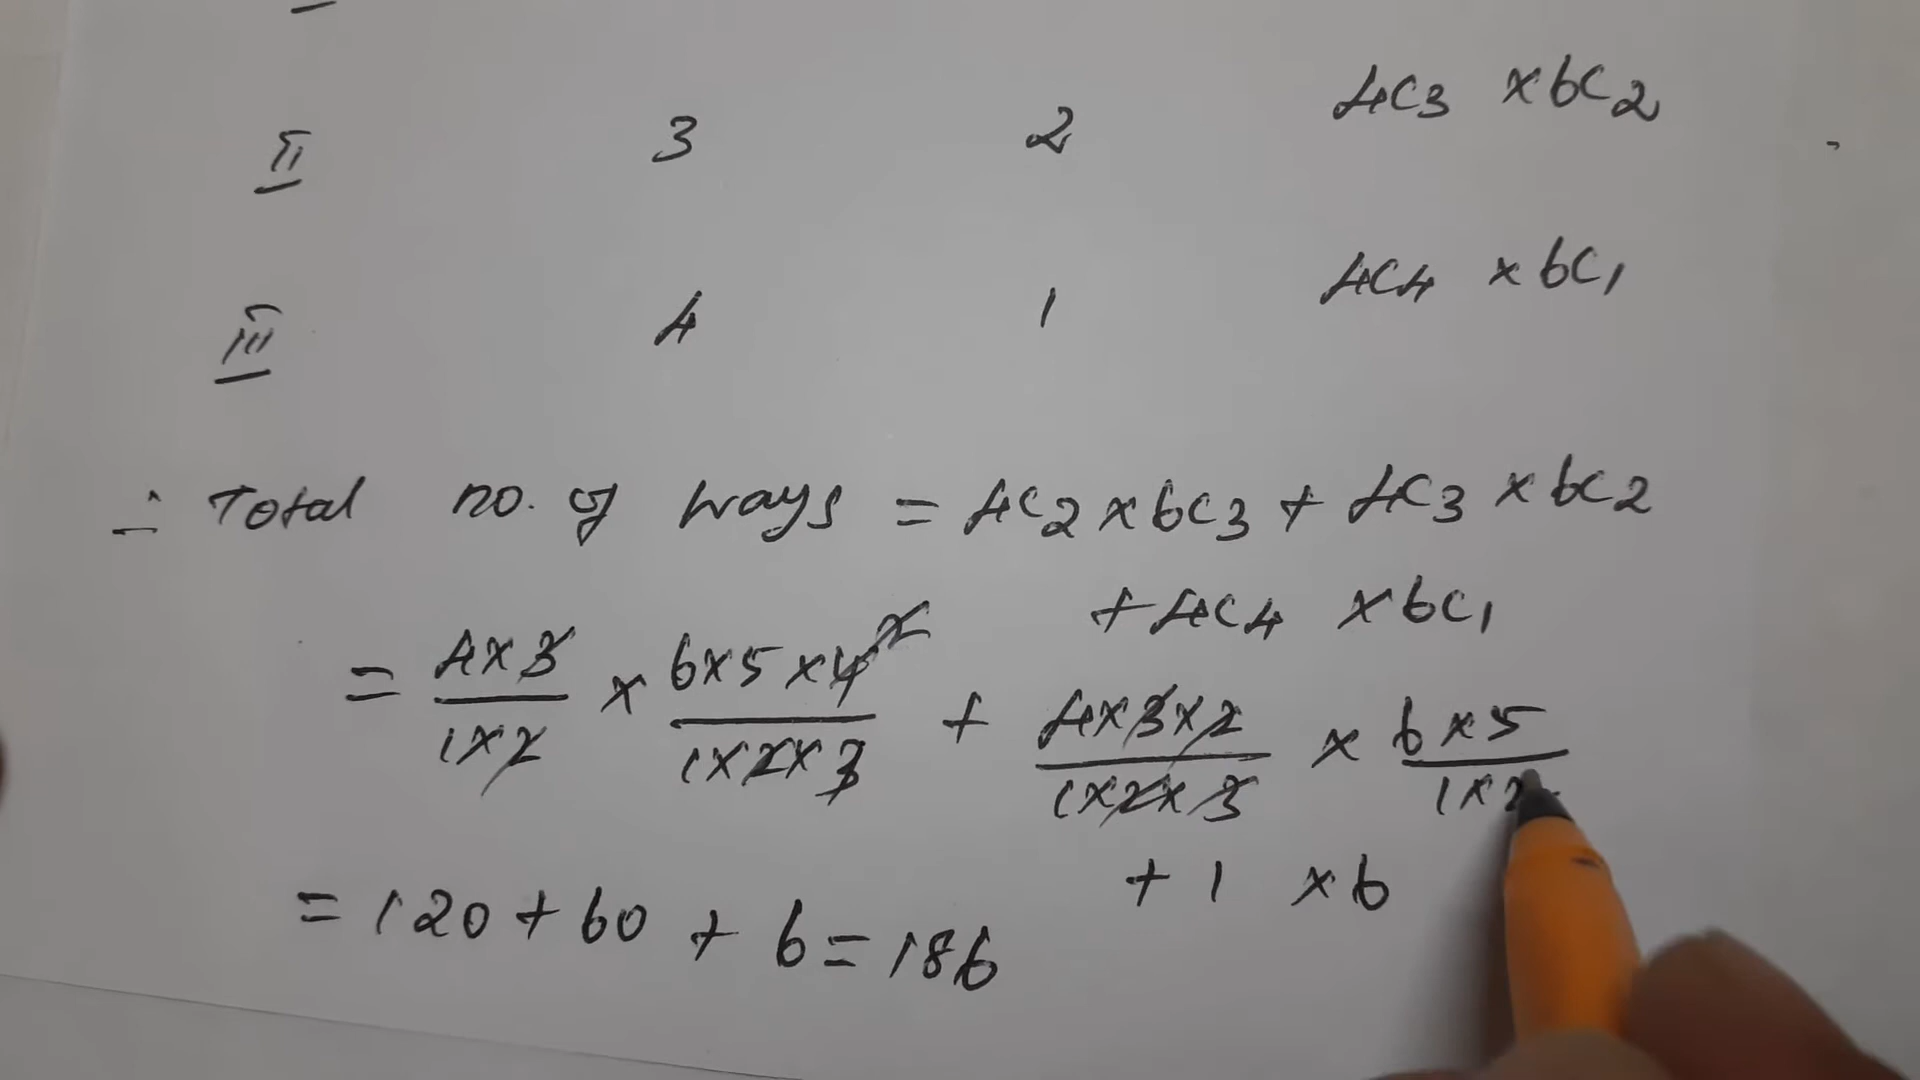 II 3 2 4C3 × 6C2
III 4 1 4C4 × 6C1
∴ Total no. of ways = 4C2 × 6C3 + 4C3 × 6C2
+ 4C4 × 6C1
= 4×3/1×2 × 6×5×4 2/1×2×3 + 4×3×2/1×2×3 × 6×5/1×2
+ 1 × 6
= 120 + 60 + 6 = 186